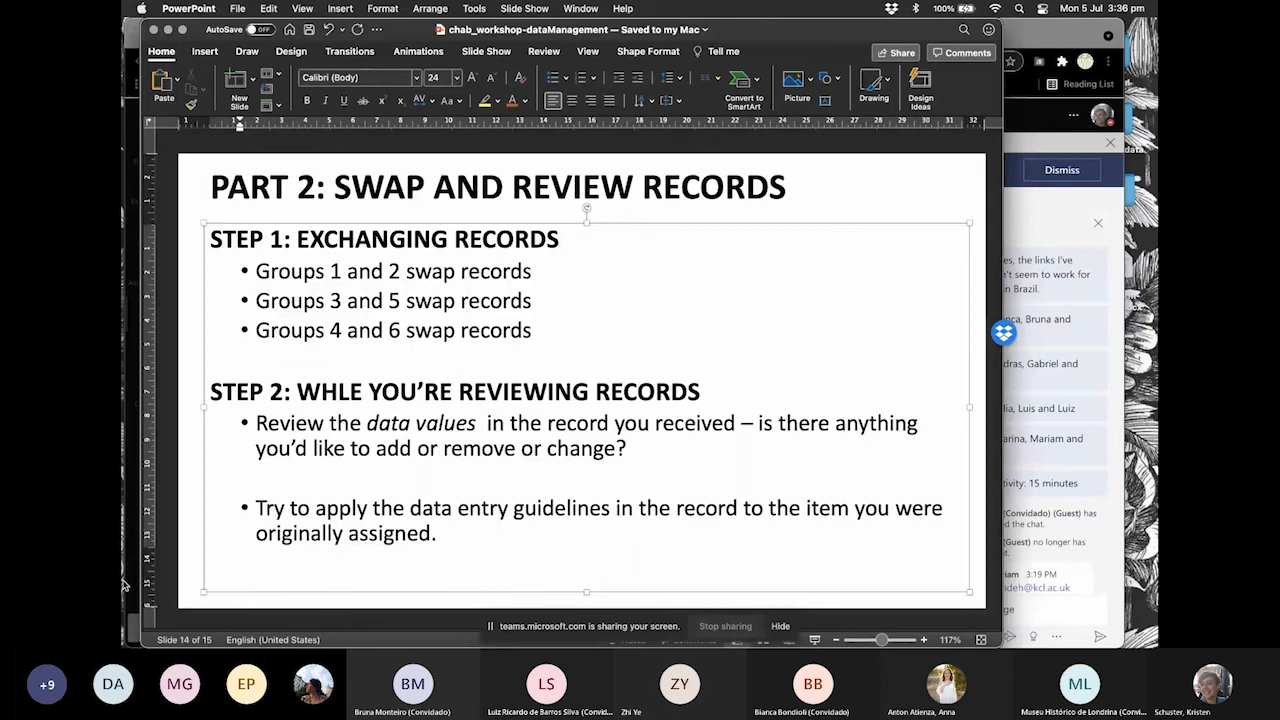 PowerPoint File Edit View Insert Format Arrange Tools Slide Show Window Help 100% Mon 5 Jul 3:36 pm
AutoSave OFF chab_workshop-dataManagement — Saved to my Mac
Home Insert Draw Design Transitions Animations Slide Show Review View Shape Format Tell me Share Comments
Calibri (Body) 24
Paste New Slide Convert to SmartArt Picture Drawing Design Ideas
Reading List
PART 2: SWAP AND REVIEW RECORDS
STEP 1: EXCHANGING RECORDS
• Groups 1 and 2 swap records
• Groups 3 and 5 swap records
• Groups 4 and 6 swap records
STEP 2: WHLE YOU'RE REVIEWING RECORDS
• Review the data values in the record you received – is there anything
you'd like to add or remove or change?
• Try to apply the data entry guidelines in the record to the item you were
originally assigned.
Dismiss
es, the links I've
't seem to work for
in Brazil.
nca, Bruna and
dras, Gabriel and
lia, Luis and Luiz
arina, Mariam and
tivity: 15 minutes
(Convidado) (Guest) has
ed the chat.
(Guest) no longer has
riam 3:19 PM
ndeh@kcl.ac.uk
ge
teams.microsoft.com is sharing your screen. Stop sharing Hide
Slide 14 of 15 English (United States) 117%
+9 DA MG EP BM LS ZY BB ML
Bruna Monteiro (Convidado) Luiz Ricardo de Barros Silva (Convid... Zhi Ye Bianca Bondioli (Convidado) Anton Atienza, Anna Museu Histórico de Londrina (Convi... Schuster, Kristen